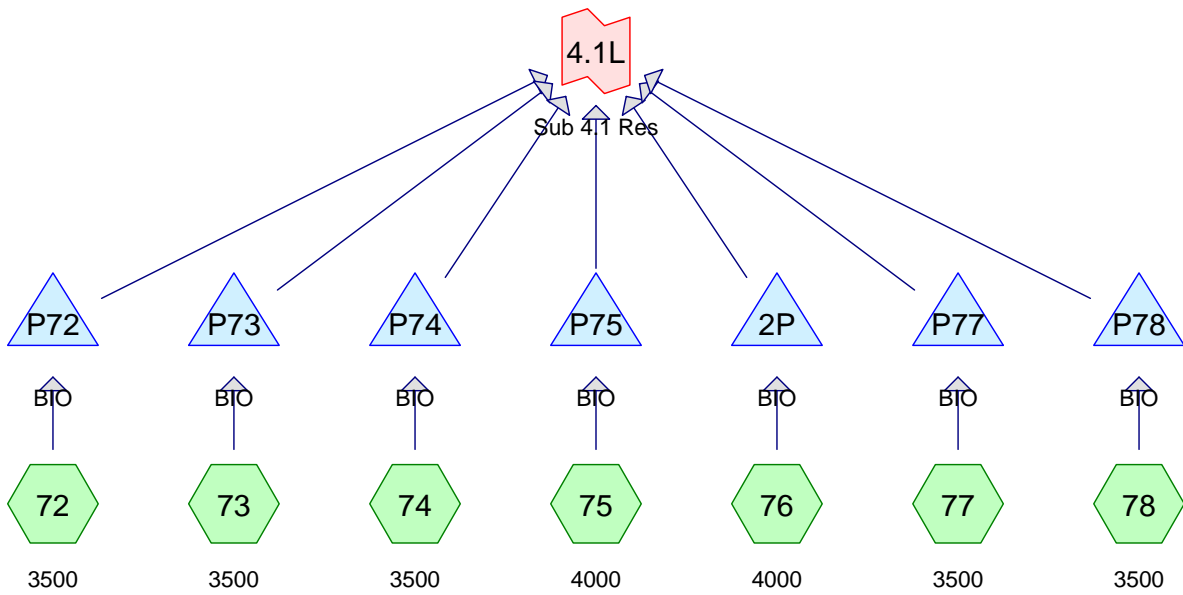 4.1L
Sub 4.1 Res
P72 P73 P74 P75 2P P77 P78
BIO BIO BIO BIO BIO BIO BIO
72 73 74 75 76 77 78
3500 3500 3500 4000 4000 3500 3500